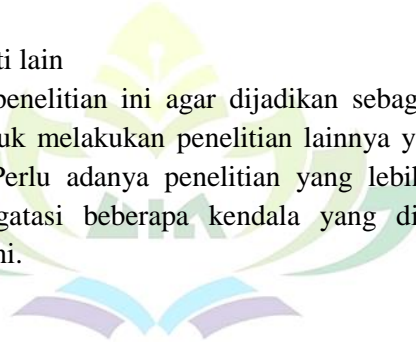 ti lain
penelitian ini agar dijadikan sebag
uk melakukan penelitian lainnya y
Perlu adanya penelitian yang lebi
gatasi beberapa kendala yang di
ni.